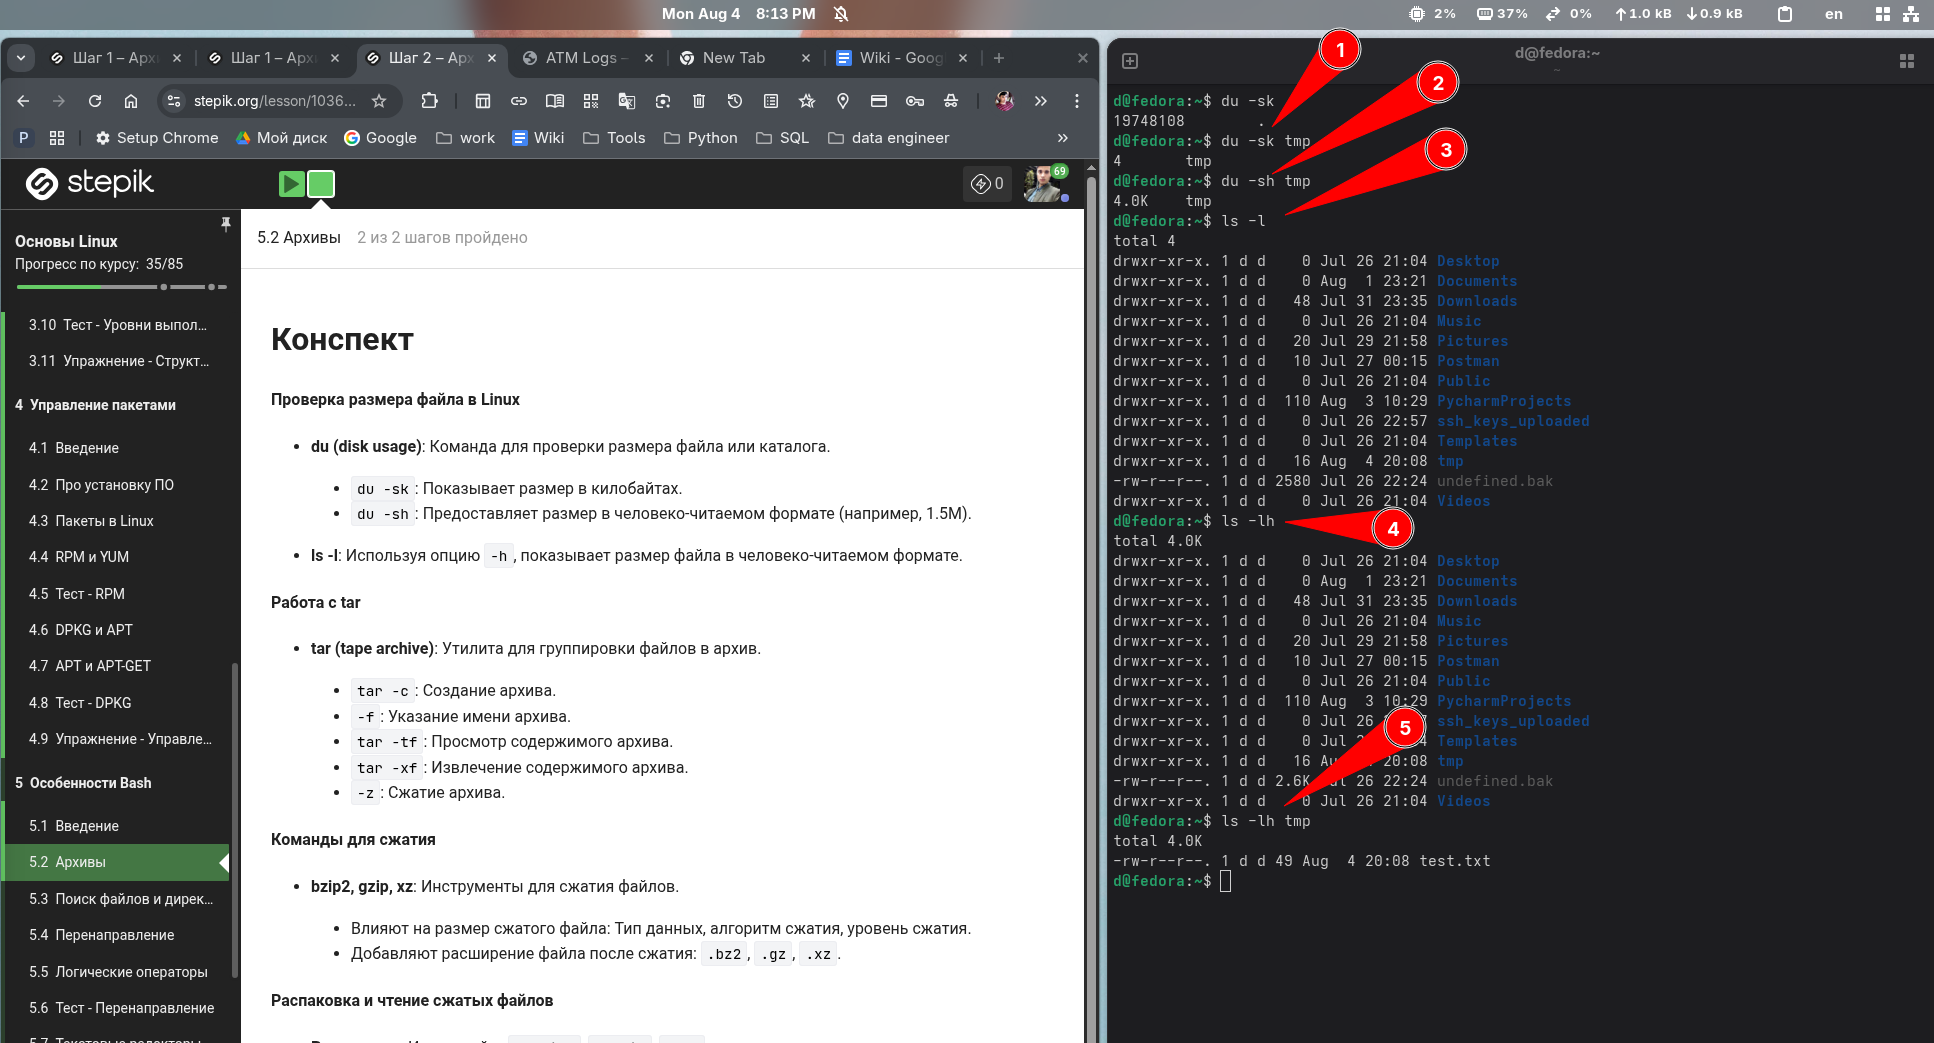 Mon Aug 4 8:13 PM
2% 37% 0% 1.0 kB 0.9 kB en
Шаг 1 – Архи
Шаг 1 – Архи
Шаг 2 – Арх
ATM Logs –
New Tab
Wiki - Goog
stepik.org/lesson/1036...
P Setup Chrome Мой диск Google work Wiki Tools Python SQL data engineer »
stepik
0
69
Основы Linux
Прогресс по курсу: 35/85
3.10 Тест - Уровни выпол...
3.11 Упражнение - Структ...
4 Управление пакетами
4.1 Введение
4.2 Про установку ПО
4.3 Пакеты в Linux
4.4 RPM и YUM
4.5 Тест - RPM
4.6 DPKG и APT
4.7 APT и APT-GET
4.8 Тест - DPKG
4.9 Упражнение - Управле...
5 Особенности Bash
5.1 Введение
5.2 Архивы
5.3 Поиск файлов и дирек...
5.4 Перенаправление
5.5 Логические операторы
5.6 Тест - Перенаправление
5.2 Архивы 2 из 2 шагов пройдено
Конспект
Проверка размера файла в Linux
• du (disk usage): Команда для проверки размера файла или каталога.
• du -sk: Показывает размер в килобайтах.
• du -sh: Предоставляет размер в человеко-читаемом формате (например, 1.5M).
• ls -l: Используя опцию -h, показывает размер файла в человеко-читаемом формате.
Работа с tar
• tar (tape archive): Утилита для группировки файлов в архив.
• tar -c: Создание архива.
• -f: Указание имени архива.
• tar -tf: Просмотр содержимого архива.
• tar -xf: Извлечение содержимого архива.
• -z: Сжатие архива.
Команды для сжатия
• bzip2, gzip, xz: Инструменты для сжатия файлов.
• Влияют на размер сжатого файла: Тип данных, алгоритм сжатия, уровень сжатия.
• Добавляют расширение файла после сжатия: .bz2, .gz, .xz.
Распаковка и чтение сжатых файлов
d@fedora:~
~
1
2
3
4
5
d@fedora:~$ du -sk
19748108 .
d@fedora:~$ du -sk tmp
4 tmp
d@fedora:~$ du -sh tmp
4.0K tmp
d@fedora:~$ ls -l
total 4
drwxr-xr-x. 1 d d 0 Jul 26 21:04 Desktop
drwxr-xr-x. 1 d d 0 Aug 1 23:21 Documents
drwxr-xr-x. 1 d d 48 Jul 31 23:35 Downloads
drwxr-xr-x. 1 d d 0 Jul 26 21:04 Music
drwxr-xr-x. 1 d d 20 Jul 29 21:58 Pictures
drwxr-xr-x. 1 d d 10 Jul 27 00:15 Postman
drwxr-xr-x. 1 d d 0 Jul 26 21:04 Public
drwxr-xr-x. 1 d d 110 Aug 3 10:29 PycharmProjects
drwxr-xr-x. 1 d d 0 Jul 26 22:57 ssh_keys_uploaded
drwxr-xr-x. 1 d d 0 Jul 26 21:04 Templates
drwxr-xr-x. 1 d d 16 Aug 4 20:08 tmp
-rw-r--r--. 1 d d 2580 Jul 26 22:24 undefined.bak
drwxr-xr-x. 1 d d 0 Jul 26 21:04 Videos
d@fedora:~$ ls -lh
total 4.0K
drwxr-xr-x. 1 d d 0 Jul 26 21:04 Desktop
drwxr-xr-x. 1 d d 0 Aug 1 23:21 Documents
drwxr-xr-x. 1 d d 48 Jul 31 23:35 Downloads
drwxr-xr-x. 1 d d 0 Jul 26 21:04 Music
drwxr-xr-x. 1 d d 20 Jul 29 21:58 Pictures
drwxr-xr-x. 1 d d 10 Jul 27 00:15 Postman
drwxr-xr-x. 1 d d 0 Jul 26 21:04 Public
drwxr-xr-x. 1 d d 110 Aug 3 10:29 PycharmProjects
drwxr-xr-x. 1 d d 0 Jul 26 ssh_keys_uploaded
drwxr-xr-x. 1 d d 0 Jul Templates
drwxr-xr-x. 1 d d 16 20:08 tmp
-rw-r--r--. 1 d d 2.6K Jul 26 22:24 undefined.bak
drwxr-xr-x. 1 d d 0 Jul 26 21:04 Videos
d@fedora:~$ ls -lh tmp
total 4.0K
-rw-r--r--. 1 d d 49 Aug 4 20:08 test.txt
d@fedora:~$